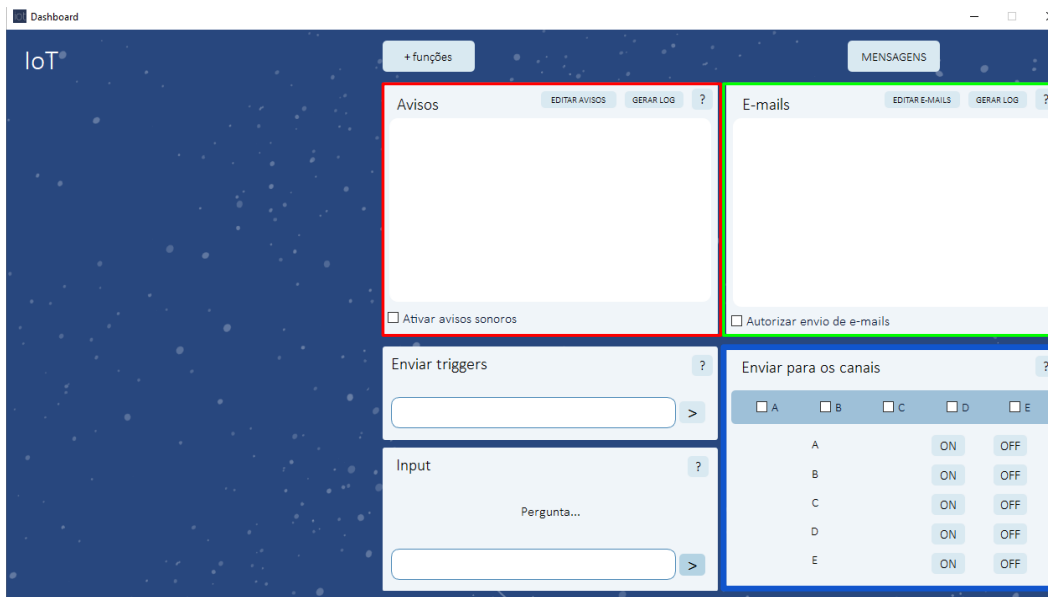 IoT Dashboard
IoT
+ funções
MENSAGENS
Avisos EDITAR AVISOS GERAR LOG ?
Ativar avisos sonoros
E-mails EDITAR E-MAILS GERAR LOG ?
Autorizar envio de e-mails
Enviar triggers ?
>
Input ?
Pergunta...
>
Enviar para os canais ?
A B C D E
A ON OFF
B ON OFF
C ON OFF
D ON OFF
E ON OFF